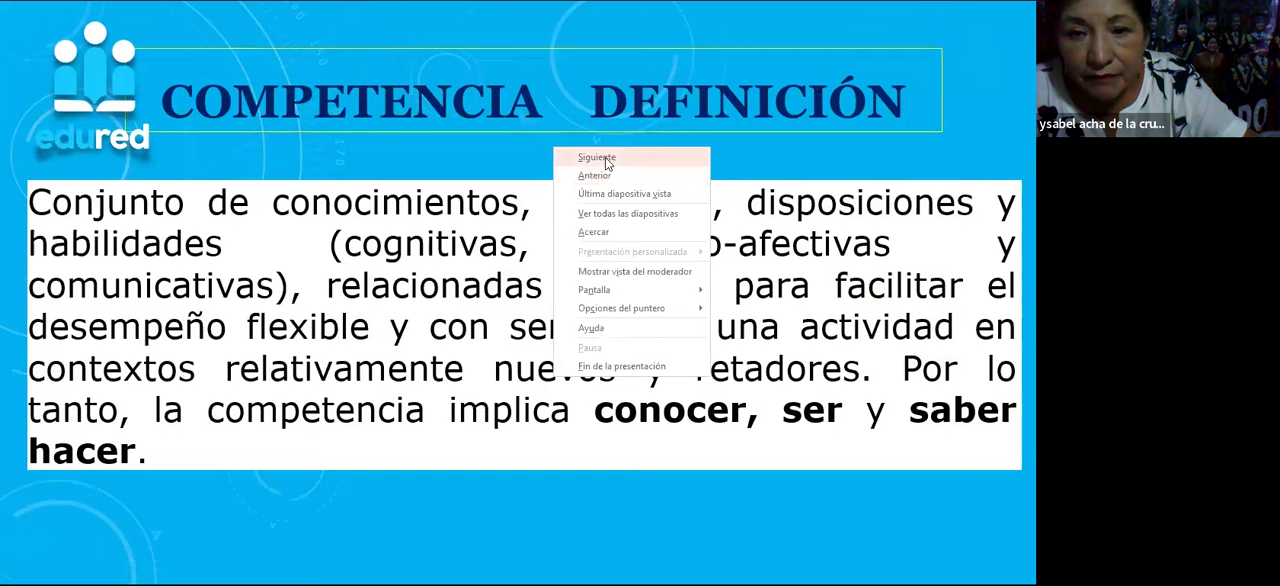 edured
COMPETENCIA DEFINICIÓN
ysabel acha de la cru...
Conjunto de conocimientos, , disposiciones y
habilidades (cognitivas, o-afectivas y
comunicativas), relacionadas para facilitar el
desempeño flexible y con una actividad en
contextos relativamente nuevos y retadores. Por lo
tanto, la competencia implica conocer, ser y saber
hacer.
Siguiente
Anterior
Última diapositiva vista
Ver todas las diapositivas
Acercar
Presentación personalizada
Mostrar vista del moderador
Pantalla
Opciones del puntero
Ayuda
Pausa
Fin de la presentación